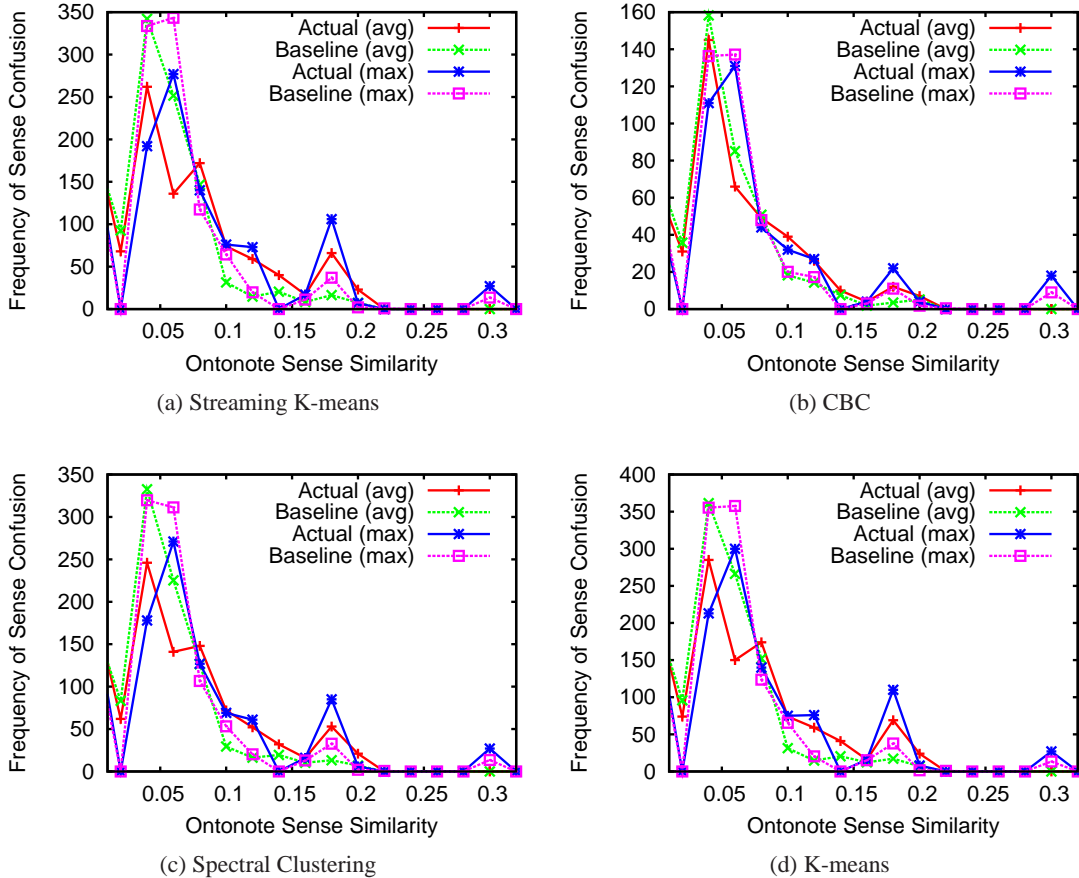 350
300
250
200
150
100
50
0
Frequency of Sense Confusion
Actual (avg)
Baseline (avg)
Actual (max)
Baseline (max)
0.05 0.1 0.15 0.2 0.25 0.3
Ontonote Sense Similarity
(a) Streaming K-means
160
140
120
100
80
60
40
20
0
Frequency of Sense Confusion
Actual (avg)
Baseline (avg)
Actual (max)
Baseline (max)
0.05 0.1 0.15 0.2 0.25 0.3
Ontonote Sense Similarity
(b) CBC
350
300
250
200
150
100
50
0
Frequency of Sense Confusion
Actual (avg)
Baseline (avg)
Actual (max)
Baseline (max)
0.05 0.1 0.15 0.2 0.25 0.3
Ontonote Sense Similarity
(c) Spectral Clustering
400
350
300
250
200
150
100
50
0
Frequency of Sense Confusion
Actual (avg)
Baseline (avg)
Actual (max)
Baseline (max)
0.05 0.1 0.15 0.2 0.25 0.3
Ontonote Sense Similarity
(d) K-means